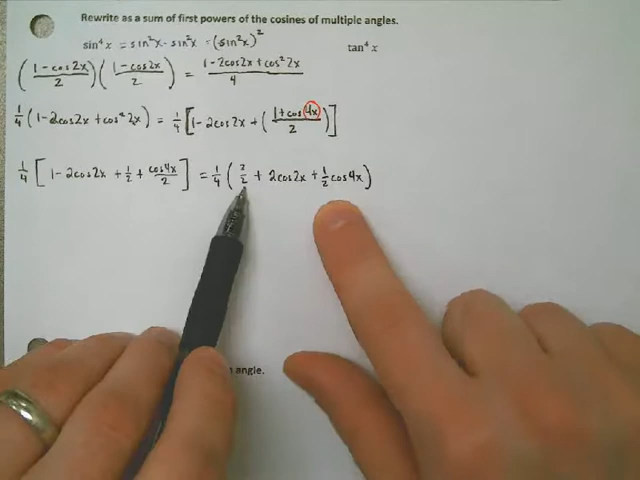 Rewrite as a sum of first powers of the cosines of multiple angles.
sin⁴x = sin²x · sin²x = (sin²x)² tan⁴ x
((1 - cos2x)/2)((1 - cos2x)/2) = (1 - 2cos2x + cos²2x)/4
1/4 (1 - 2cos2x + cos²2x) = 1/4 [1 - 2cos2x + ((1 + cos4x)/2)]
1/4 [1 - 2cos2x + 1/2 + cos4x/2] = 1/4 (3/2 + 2cos2x + 1/2 cos4x)
angle.